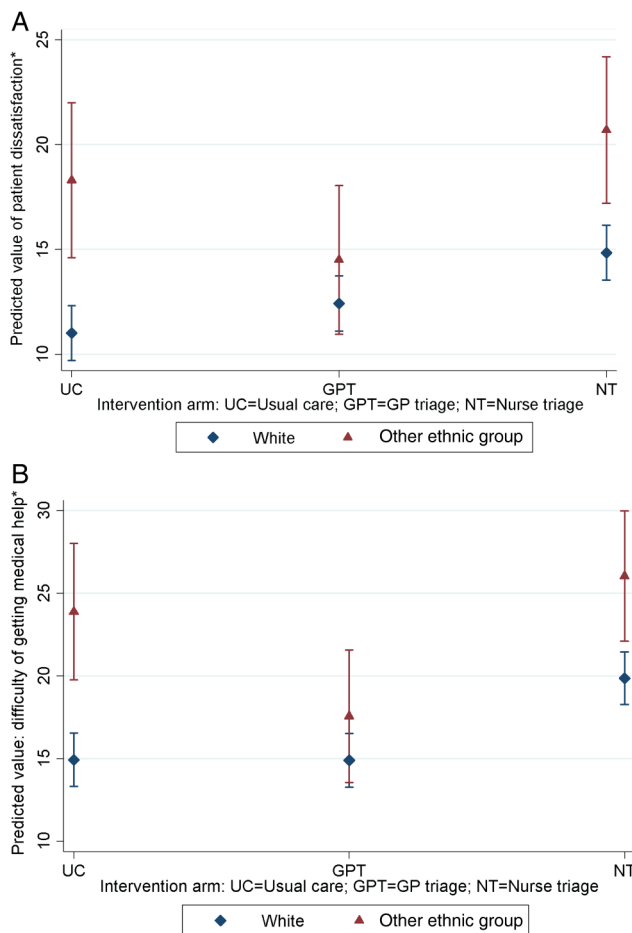 A
Predicted value of patient dissatisfaction*
25
20
15
10
UC
GPT
NT
Intervention arm: UC=Usual care; GPT=GP triage; NT=Nurse triage
White
Other ethnic group
B
Predicted value: difficulty of getting medical help*
30
25
20
15
10
UC
GPT
NT
Intervention arm: UC=Usual care; GPT=GP triage; NT=Nurse triage
White
Other ethnic group